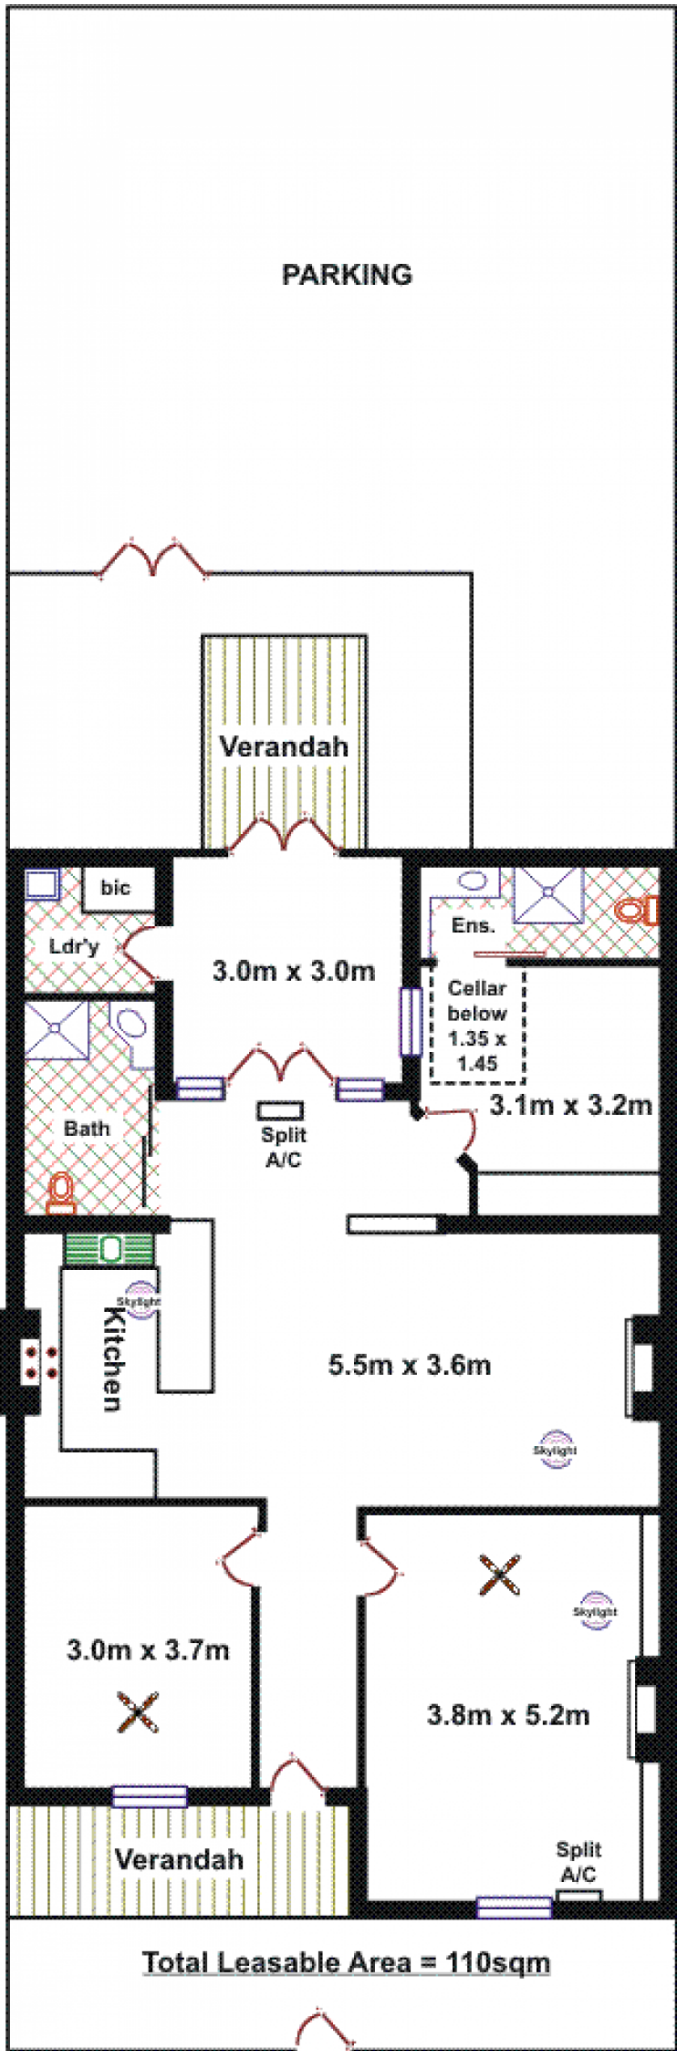 PARKING
Verandah
bic
Ldr'y
Ens.
3.0m x 3.0m
Cellar
below
1.35 x
1.45
3.1m x 3.2m
Bath
Split
A/C
Skylight
Kitchen
5.5m x 3.6m
Skylight
Skylight
3.0m x 3.7m
3.8m x 5.2m
Split
A/C
Verandah
Total Leasable Area = 110sqm